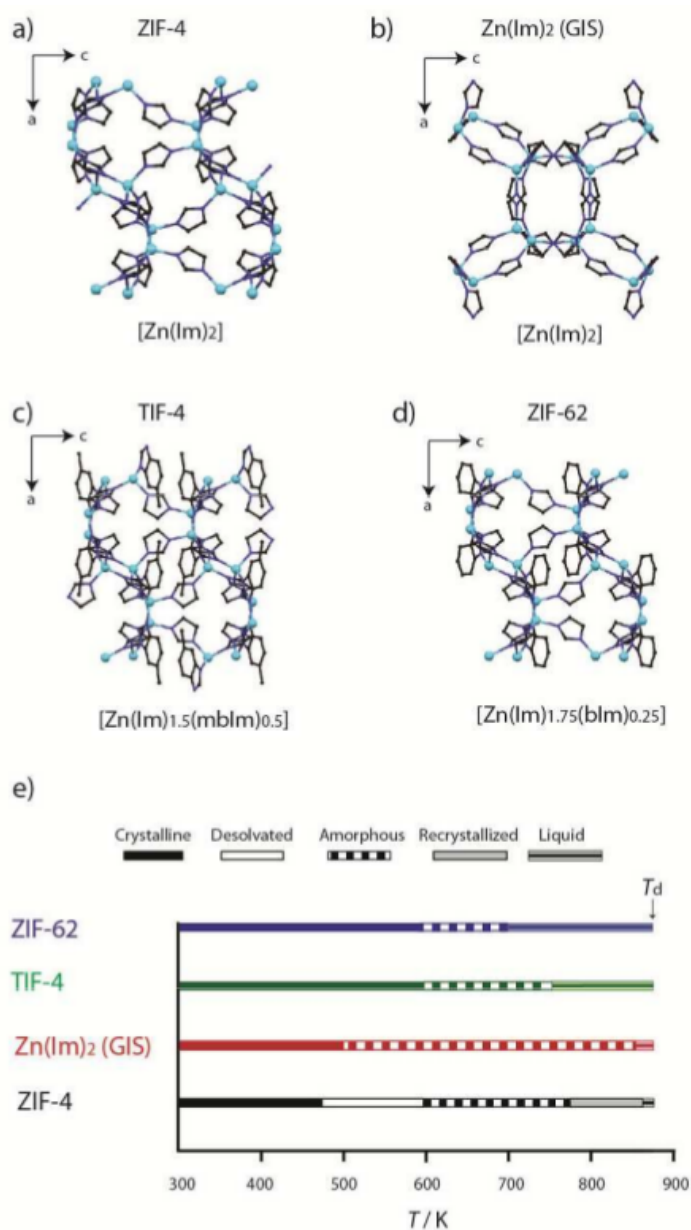 a) ZIF-4
c
a
[Zn(Im)2]
b) Zn(Im)2 (GIS)
c
a
[Zn(Im)2]
c) TIF-4
c
a
[Zn(Im)1.5(mbIm)0.5]
d) ZIF-62
c
a
[Zn(Im)1.75(bIm)0.25]
e)
Crystalline Desolvated Amorphous Recrystallized Liquid
Td
ZIF-62
TIF-4
Zn(Im)2 (GIS)
ZIF-4
300 400 500 600 700 800 900
T / K